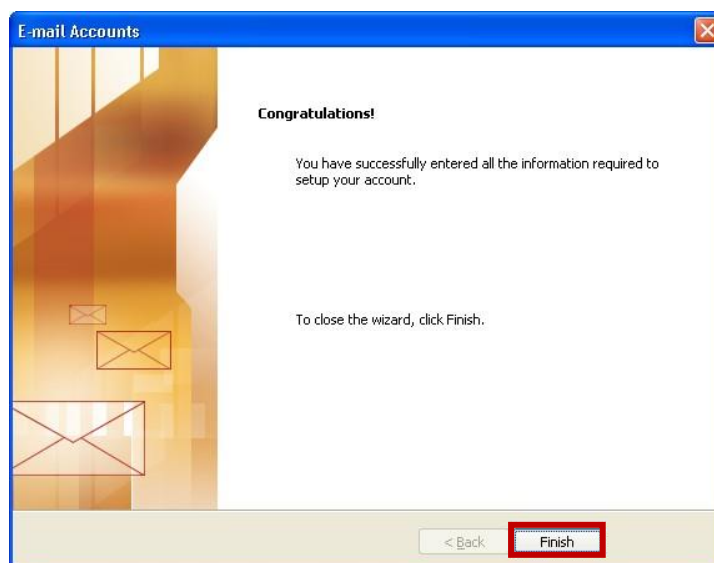 E-mail Accounts
Congratulations!
You have successfully entered all the information required to
setup your account.
To close the wizard, click Finish.
< Back
Finish